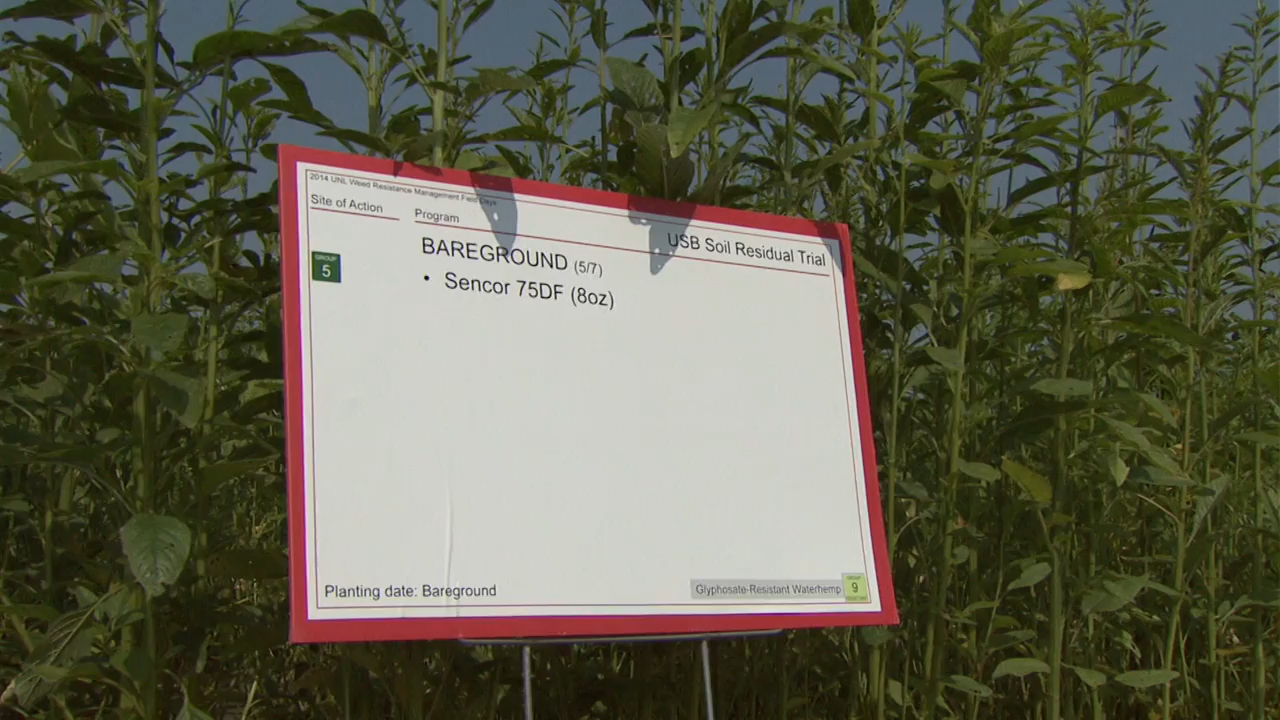 2014 UNL Weed Resistance Management Field Days
Site of Action
Program
USB Soil Residual Trial
BAREGROUND (5/7)
GROUP
5
• Sencor 75DF (8oz)
Planting date: Bareground
Glyphosate-Resistant Waterhemp
GROUP
9